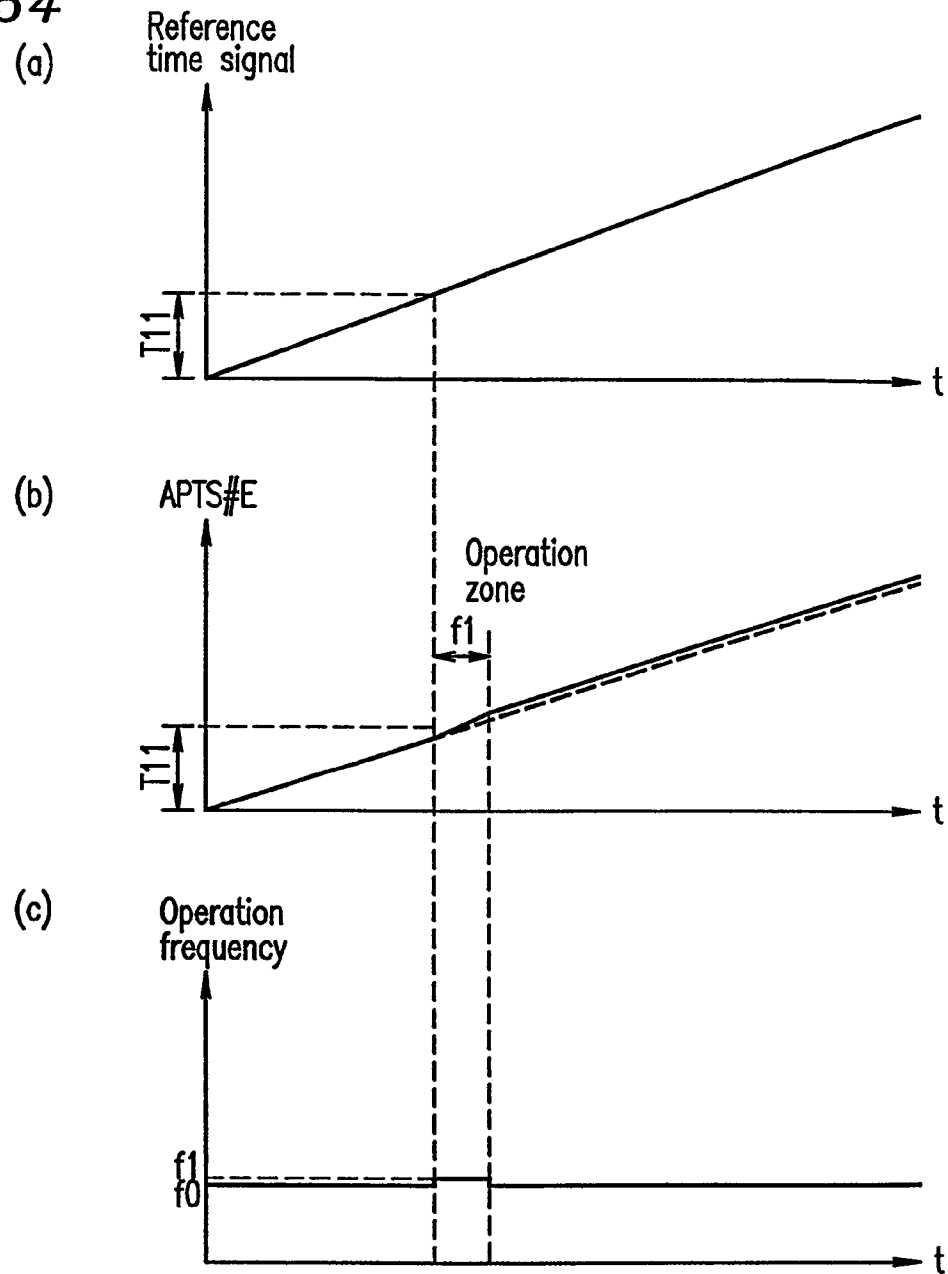 54
(a)
Reference
time signal
T11
t
(b)
APTS#E
Operation
zone
f1
T11
t
(c)
Operation
frequency
f1
f0
t